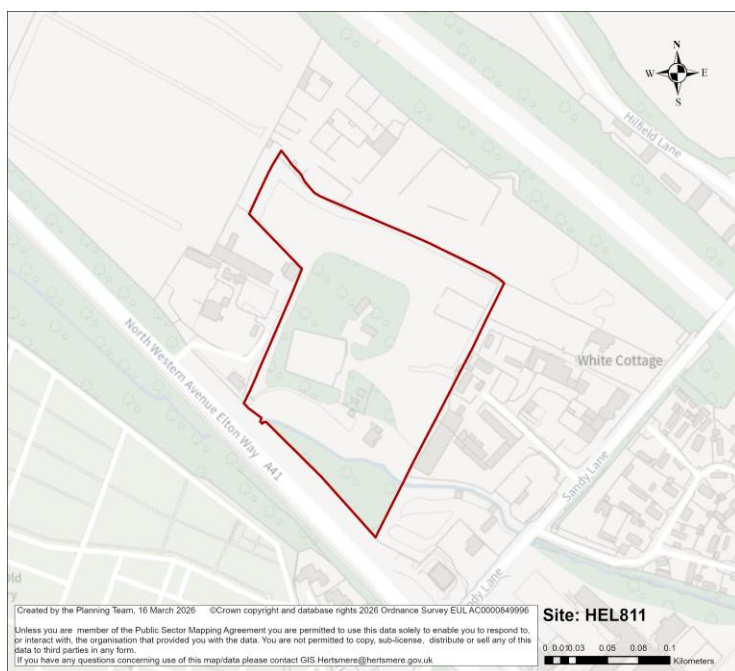 N
W E
S
Hilfield Lane
North Western Avenue Elton Way A41
White Cottage
Sandy Lane
Sandy Lane
Created by the Planning Team, 16 March 2026 ©Crown copyright and database rights 2026 Ordnance Survey EUL AC0000849996
Unless you are member of the Public Sector Mapping Agreement you are permitted to use this data solely to enable you to respond to,
or interact with, the organisation that provided you with the data. You are not permitted to copy, sub-license, distribute or sell any of this
data to third parties in any form.
If you have any questions concerning use of this map/data please contact GIS.Hertsmere@hertsmere.gov.uk
Site: HEL811
0 0.01 0.03 0.05 0.08 0.1
Kilometers